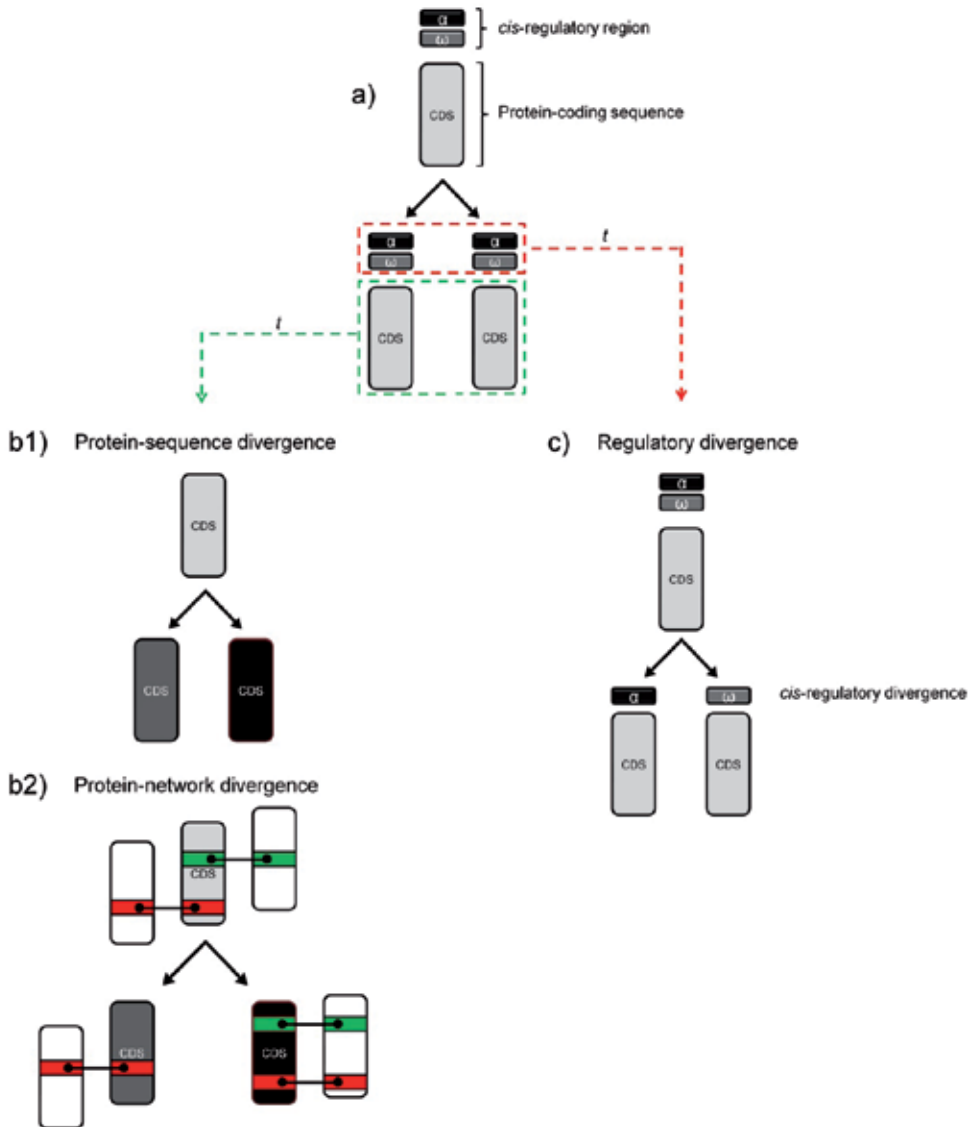 α
cis-regulatory region
ω
a)
CDS
Protein-coding sequence
α α
t
ω ω
t
CDS CDS
b1) Protein-sequence divergence
c) Regulatory divergence
CDS
α
ω
CDS
CDS CDS
α ω
cis-regulatory divergence
CDS CDS
b2) Protein-network divergence
CDS
CDS CDS